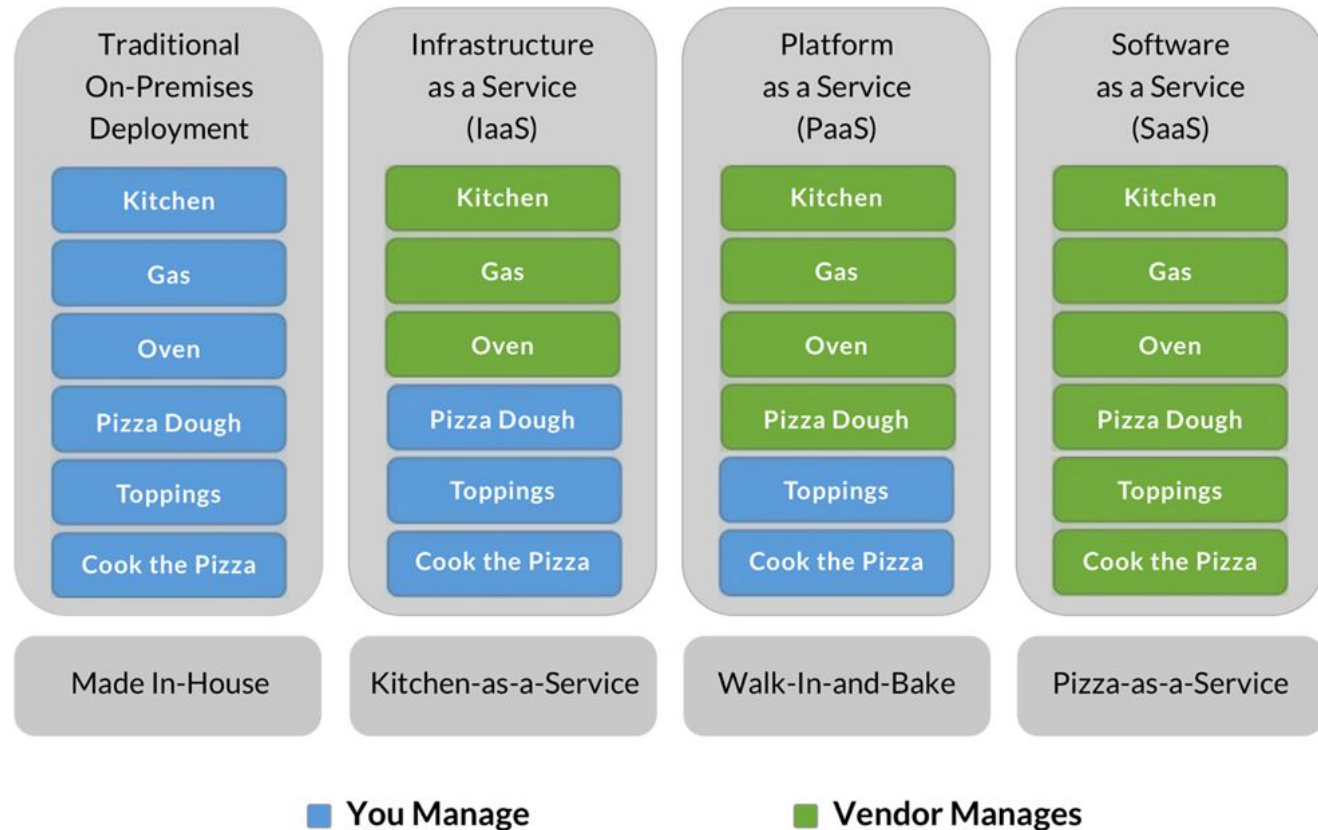 Traditional
On-Premises
Deployment
Kitchen
Gas
Oven
Pizza Dough
Toppings
Cook the Pizza
Made In-House
Infrastructure
as a Service
(IaaS)
Kitchen
Gas
Oven
Pizza Dough
Toppings
Cook the Pizza
Kitchen-as-a-Service
Platform
as a Service
(PaaS)
Kitchen
Gas
Oven
Pizza Dough
Toppings
Cook the Pizza
Walk-In-and-Bake
Software
as a Service
(SaaS)
Kitchen
Gas
Oven
Pizza Dough
Toppings
Cook the Pizza
Pizza-as-a-Service
You Manage
Vendor Manages